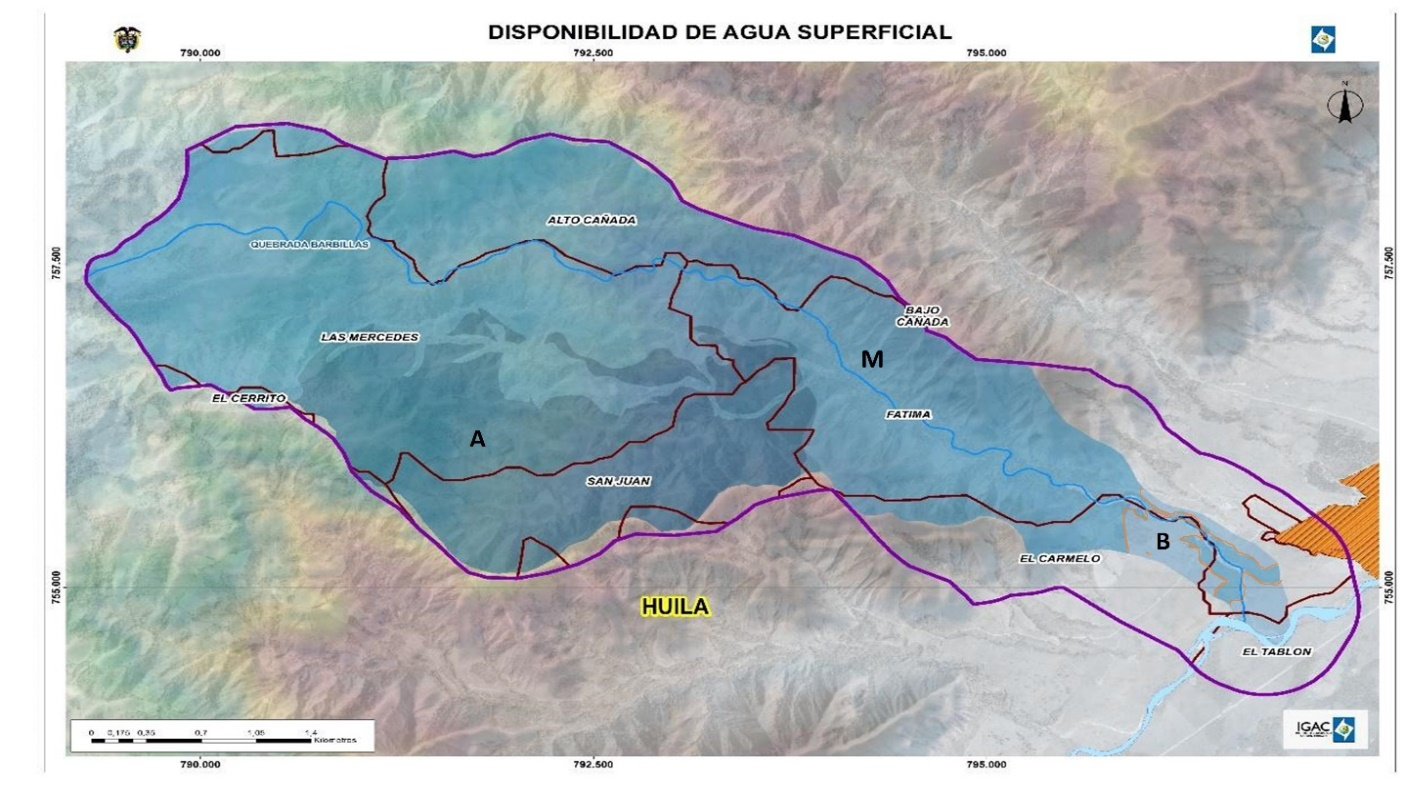 DISPONIBILIDAD DE AGUA SUPERFICIAL
790.000
792.500
795.000
N
ALTO CAÑADA
QUEBRADA BARBILLAS
757.500
757.500
BAJO
CAÑADA
LAS MERCEDES
M
EL CERRITO
FATIMA
A
SAN JUAN
B
EL CARMELO
755.000
755.000
HUILA
EL TABLON
0 0,175 0,35 0,7 1,05 1,4
Kilometros
IGAC
790.000
792.500
795.000